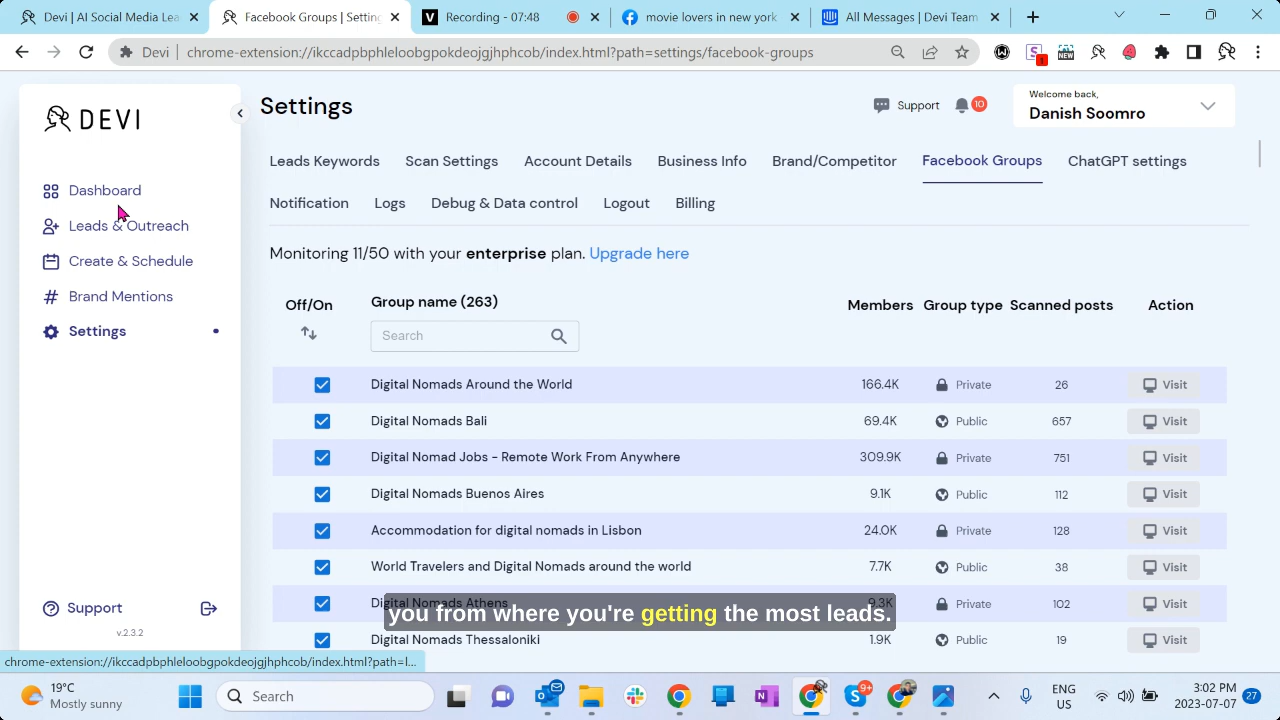 AI Social Media Lea
Facebook Groups | Settin
Recording - 07:48
movie lovers in new york
All Messages | Devi Team
Devi
chrome-extension://ikccadpbphleloobgpokdeojgjhphcob/index.html?path=settings/facebook-groups
NEW
DEVI
Settings
Support
10
Welcome back,
Danish Soomro
Leads Keywords
Scan Settings
Account Details
Business Info
Brand/Competitor
Facebook Groups
ChatGPT settings
Notification
Logs
Debug & Data control
Logout
Billing
Dashboard
Leads & Outreach
Create & Schedule
Brand Mentions
Settings
Monitoring 11/50 with your enterprise plan. Upgrade here
Off/On Group name (263) Members Group type Scanned posts Action
Search
Digital Nomads Around the World 166.4K Private 26 Visit
Digital Nomads Bali 69.4K Public 657 Visit
Digital Nomad Jobs - Remote Work From Anywhere 309.9K Private 751 Visit
Digital Nomads Buenos Aires 9.1K Public 112 Visit
Accommodation for digital nomads in Lisbon 24.0K Private 128 Visit
World Travelers and Digital Nomads around the world 7.7K Public 38 Visit
Digital Nomads Athens 9.3K Private 102 Visit
you from where you're getting the most leads.
Digital Nomads Thessaloniki 1.9K Public 19 Visit
Support
v.2.3.2
chrome-extension://ikccadpbphleloobgpokdeojgjhphcob/index.html?path=l...
19°C
Mostly sunny
Search
9+
ENG
US
3:02 PM
2023-07-07
27